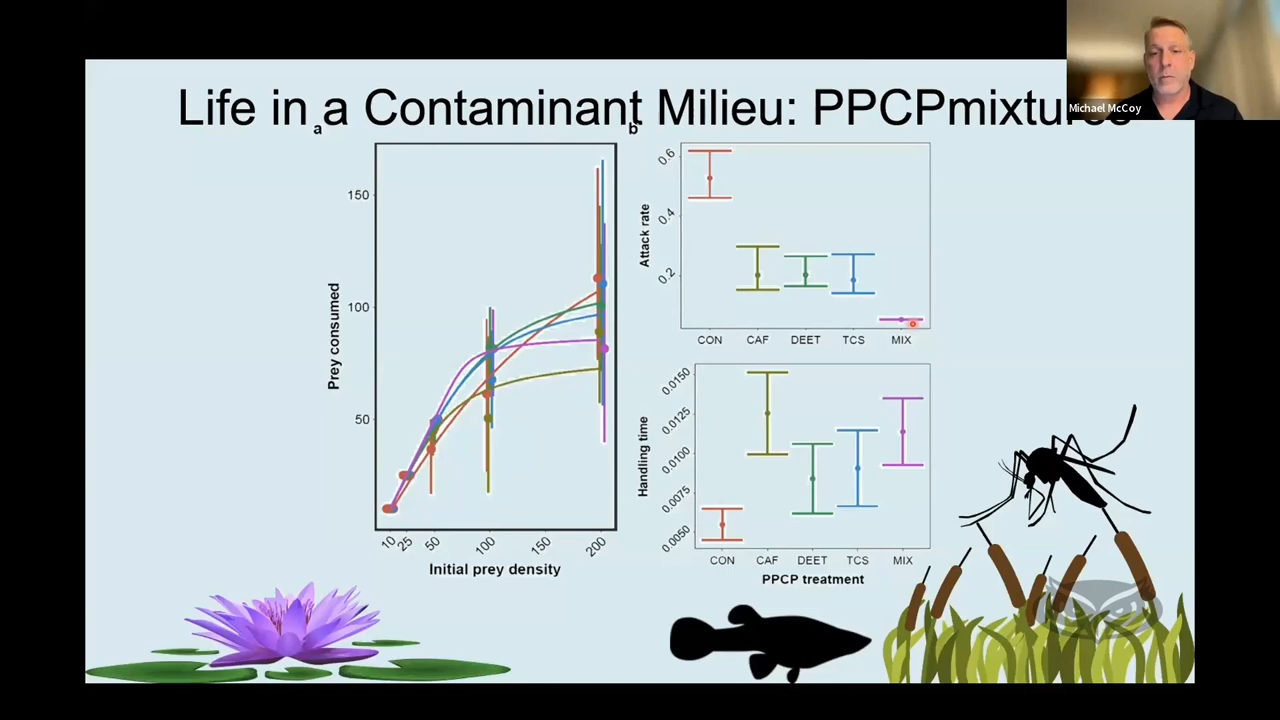 Michael McCoy
Life in a Contaminant Milieu: PPCPmixtures
a
b
150
100
50
Prey consumed
10 25 50 100 150 200
Initial prey density
0.6
0.4
0.2
Attack rate
CON CAF DEET TCS MIX
0.0150
0.0125
0.0100
0.0075
0.0050
Handling time
CON CAF DEET TCS MIX
PPCP treatment